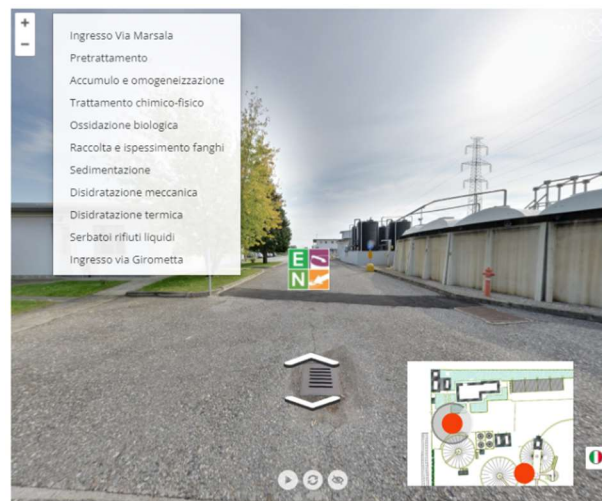 +
−
Ingresso Via Marsala
Pretrattamento
Accumulo e omogeneizzazione
Trattamento chimico-fisico
Ossidazione biologica
Raccolta e ispessimento fanghi
Sedimentazione
Disidratazione meccanica
Disidratazione termica
Serbatoi rifiuti liquidi
Ingresso via Girometta
E
N